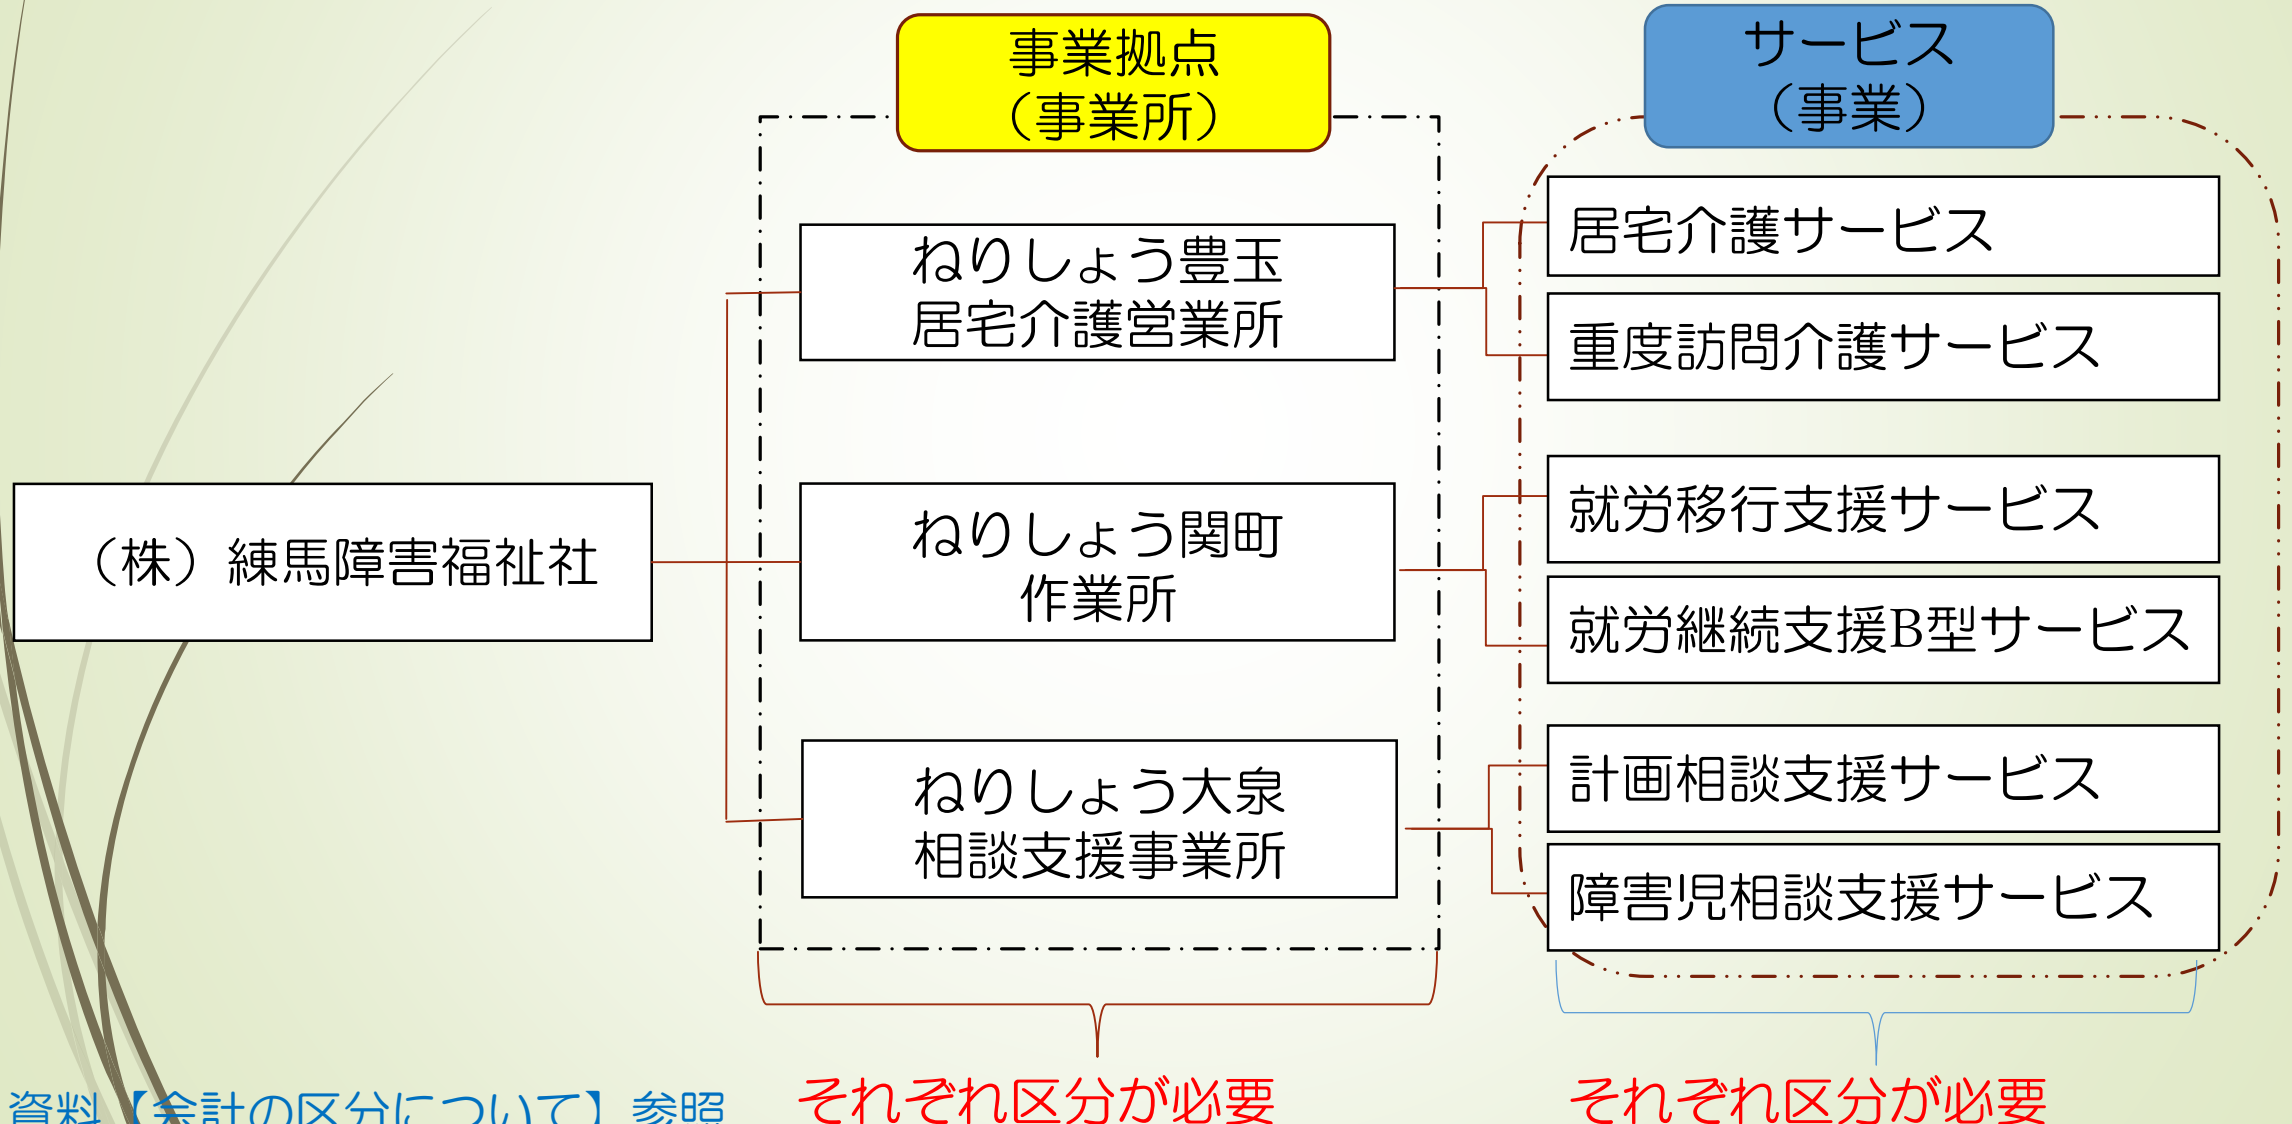 事業拠点
（事業所）
サービス
（事業）
（株）練馬障害福祉社
ねりしょう豊玉
居宅介護営業所
ねりしょう関町
作業所
ねりしょう大泉
相談支援事業所
居宅介護サービス
重度訪問介護サービス
就労移行支援サービス
就労継続支援B型サービス
計画相談支援サービス
障害児相談支援サービス
資料【会計の区分について】参照
それぞれ区分が必要
それぞれ区分が必要